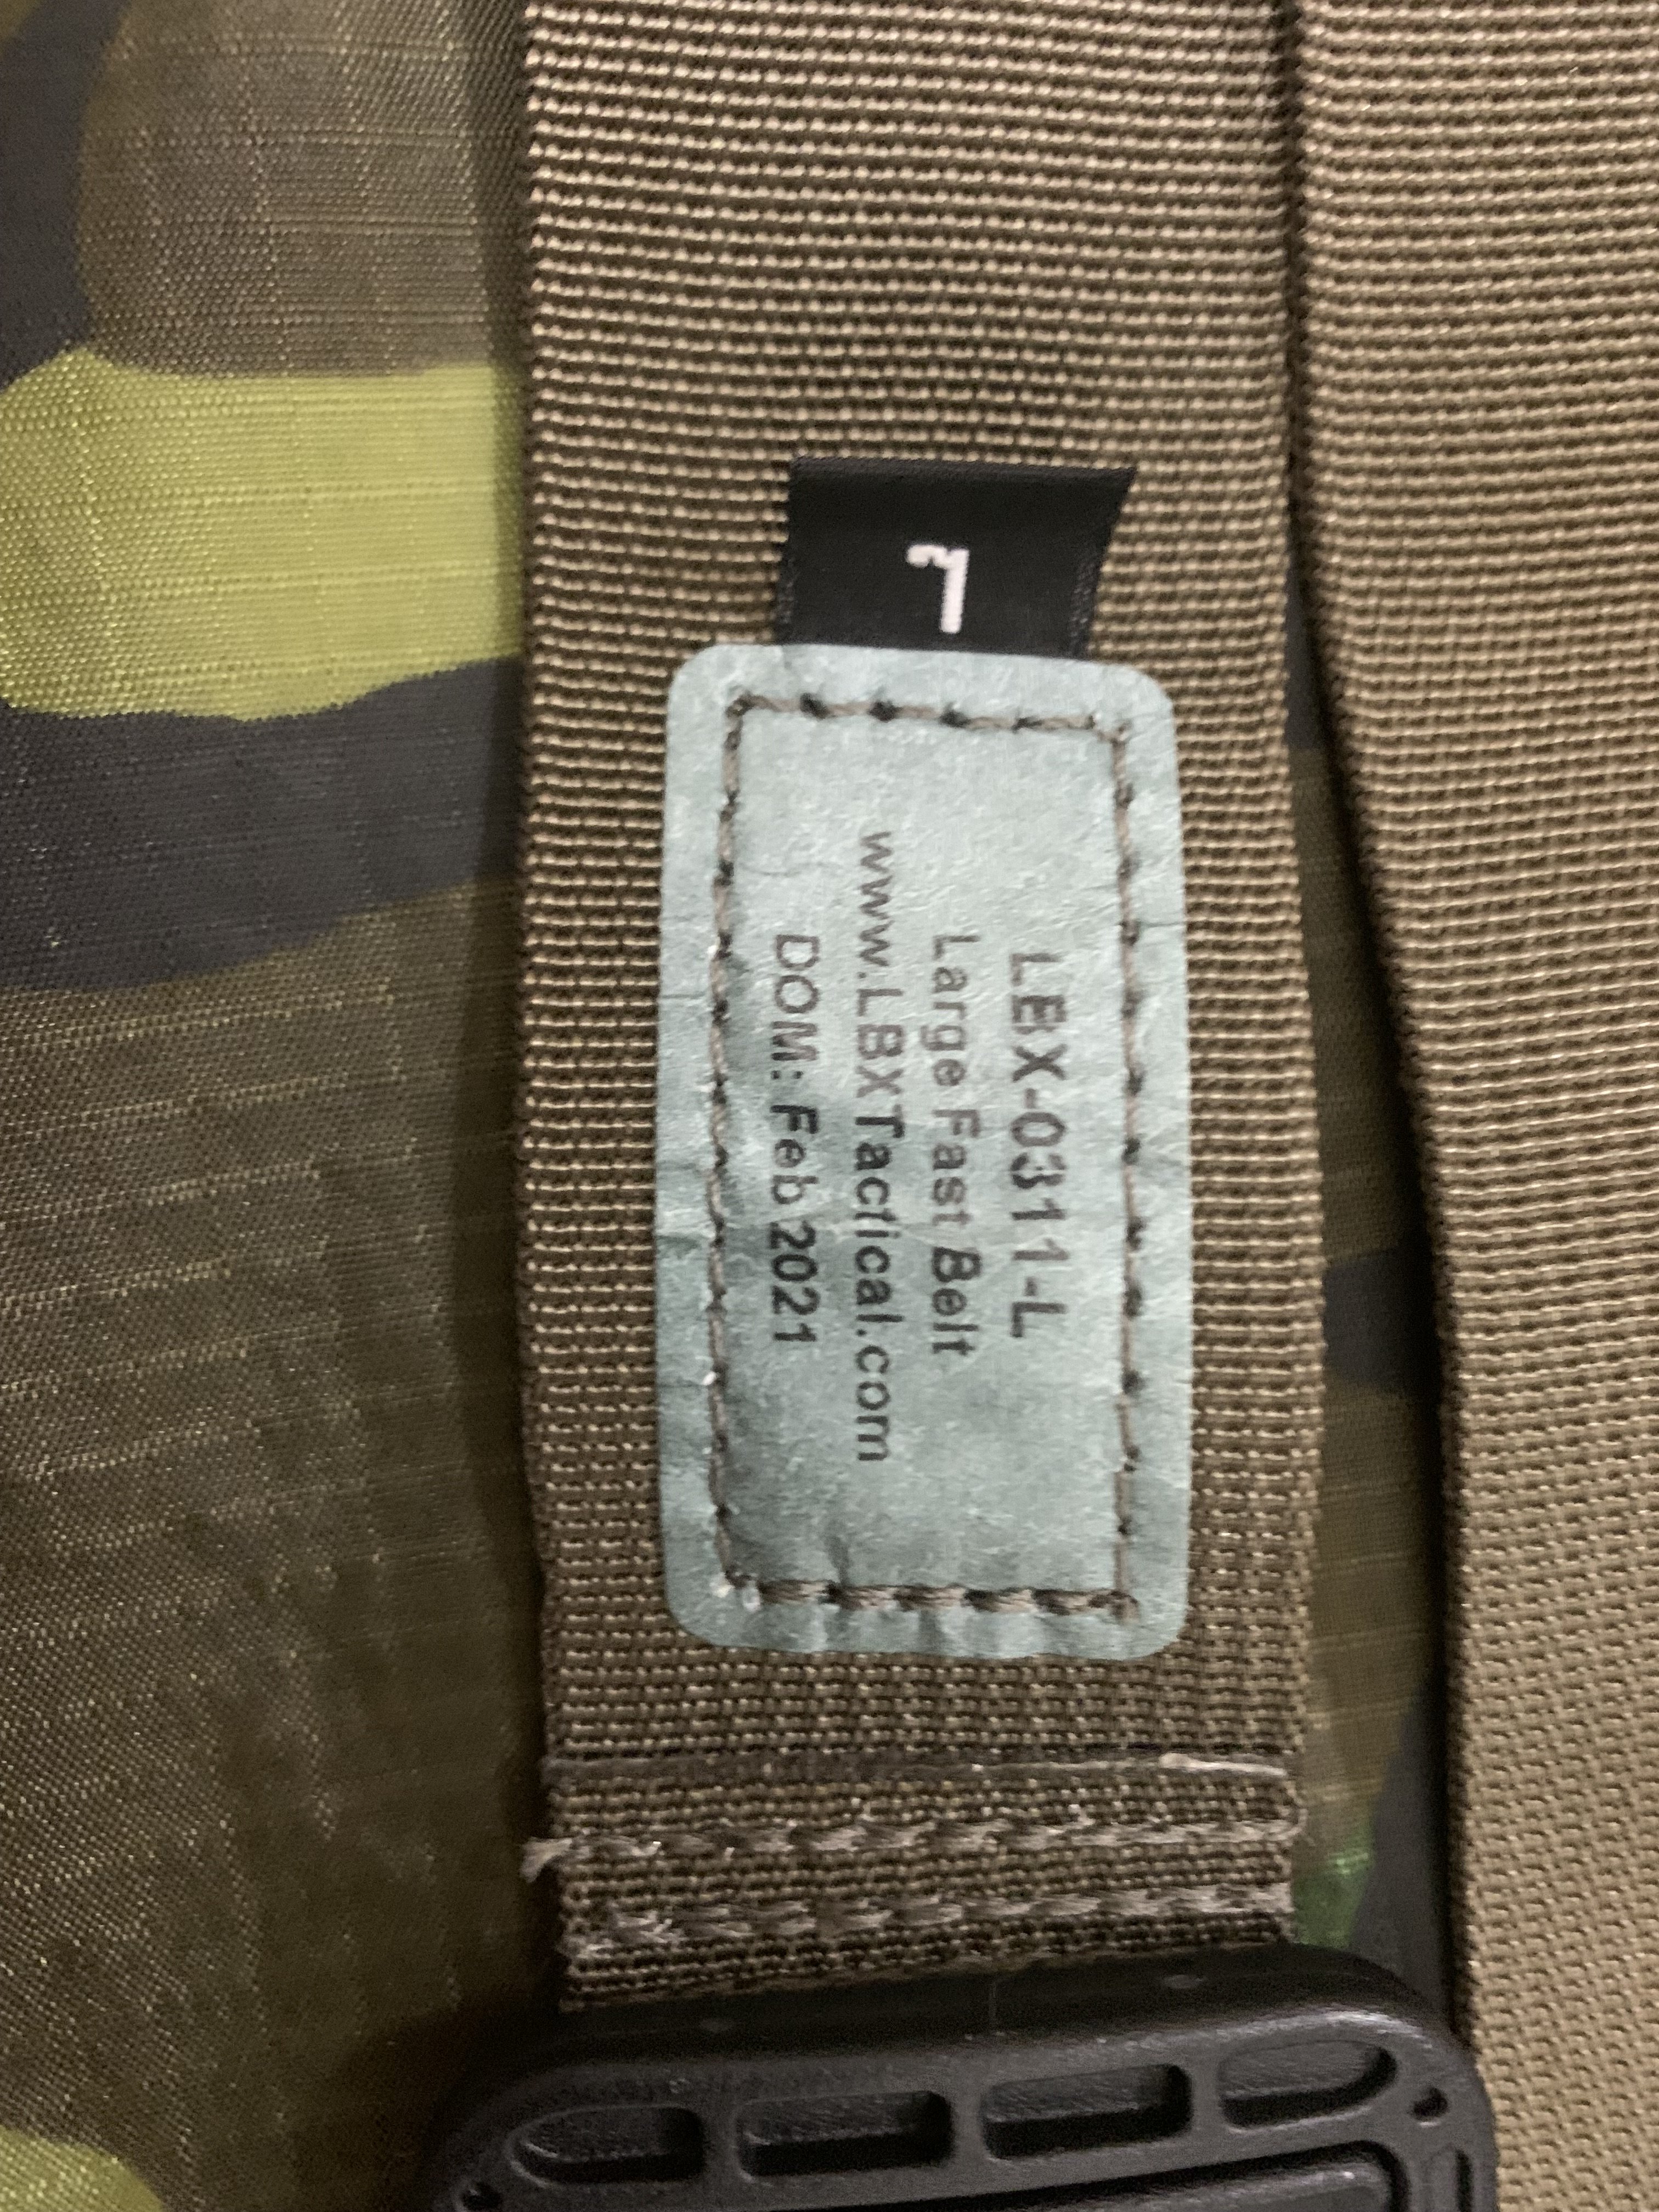 L
LBX-0311-L
Large Fast Belt
www.LBXTactical.com
DOM: Feb 2021